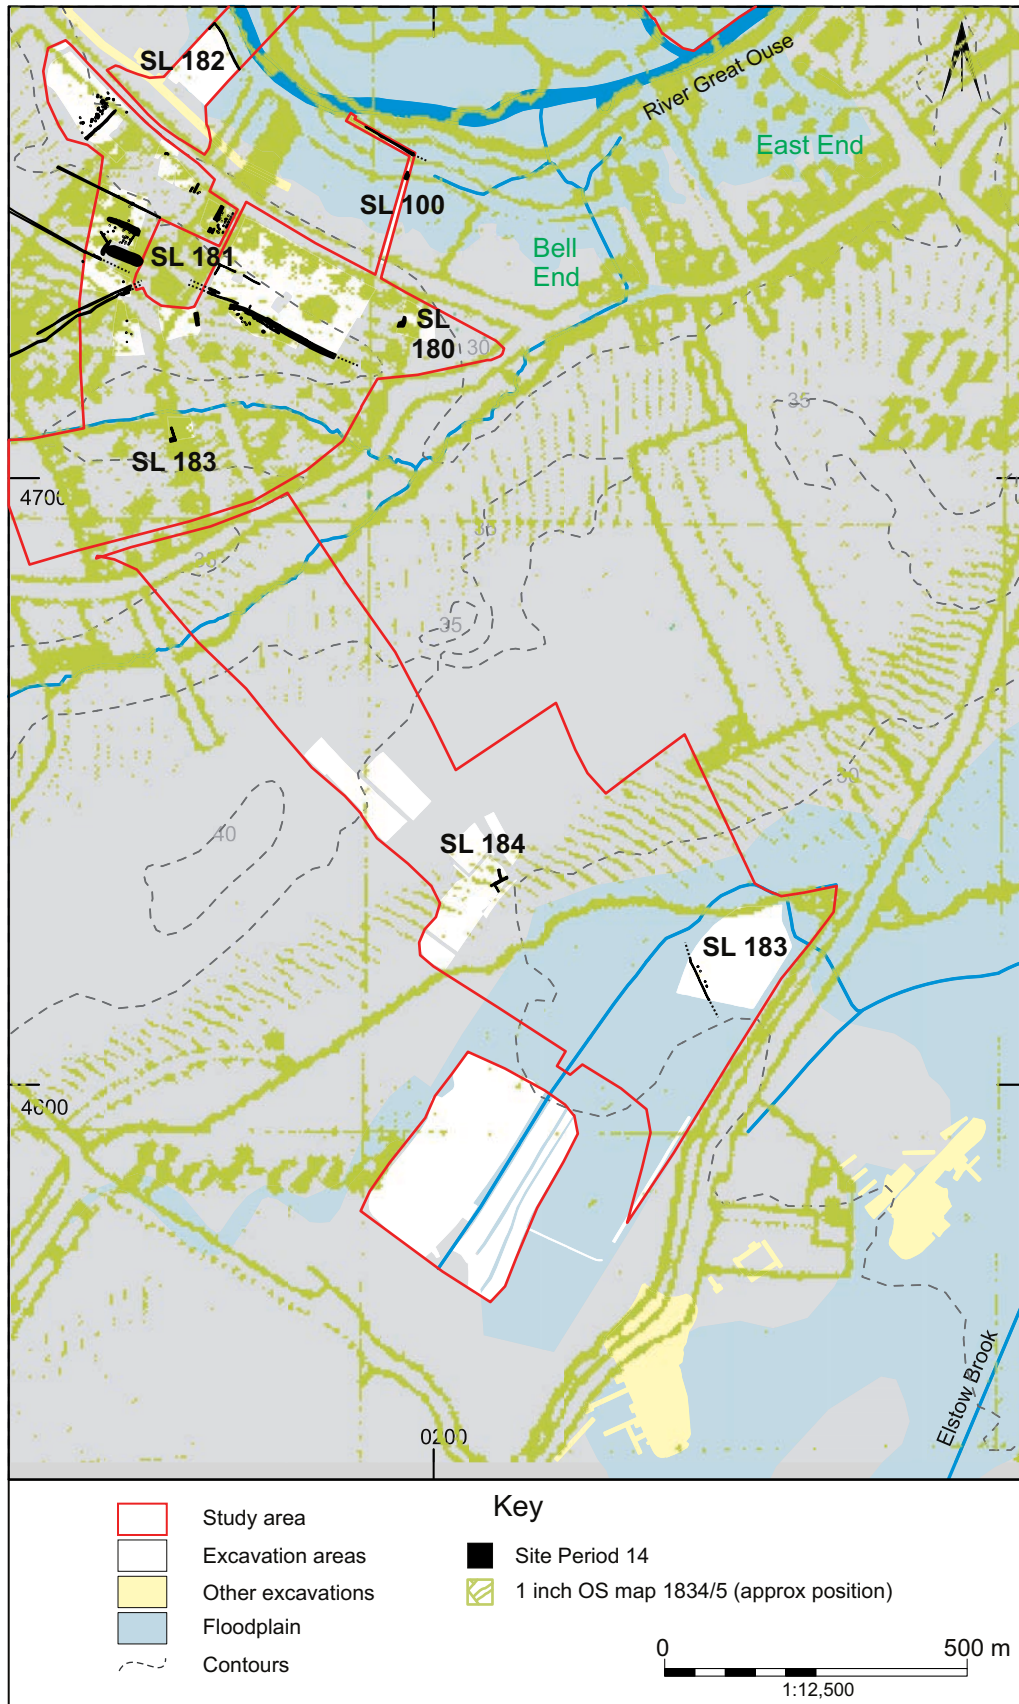 SL 182
River Great Ouse
East End
SL 100
Bell
End
SL 181
SL
180
30
Up
End
35
SL 183
4700
35
35
35
30
40
SL 184
SL 183
4600
0200
Elstow Brook
Key
Study area
Excavation areas
Other excavations
Floodplain
Contours
Site Period 14
1 inch OS map 1834/5 (approx position)
0
500 m
1:12,500